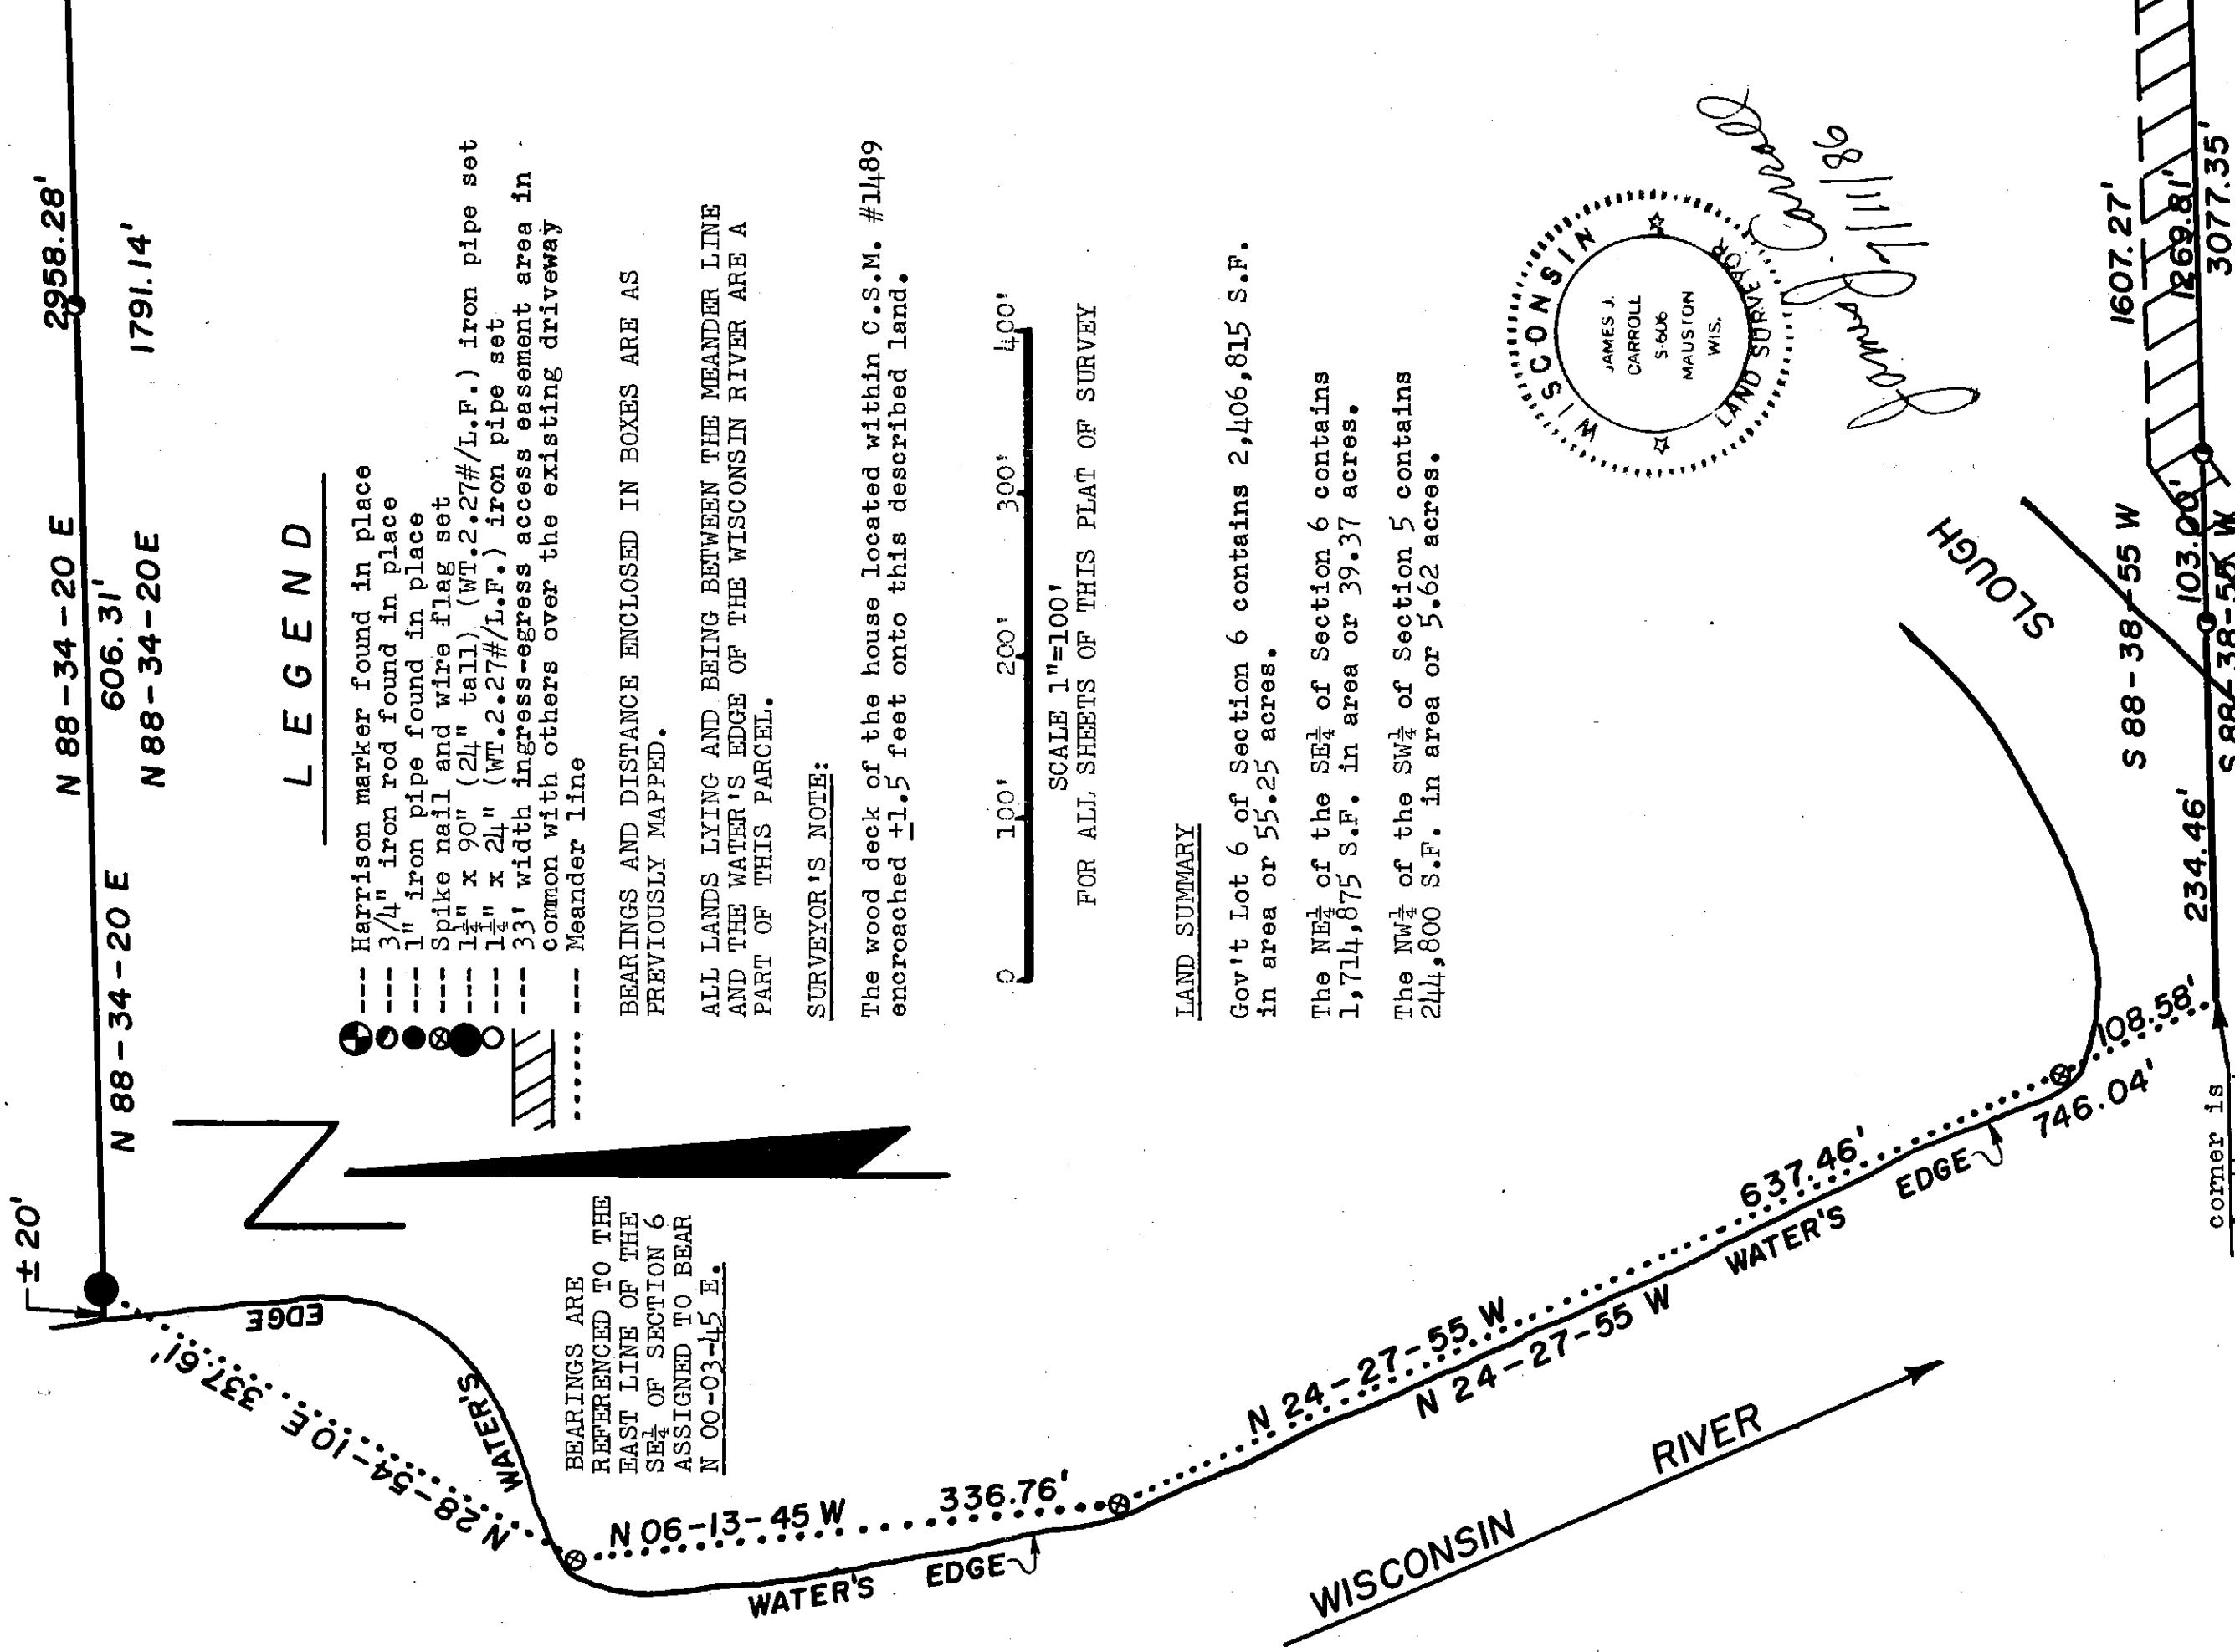 ± 20'
N 88-34-20 E
2958.28'
N 88-34-20 E
606.31'
N 88-34-20 E
1791.14'
LEGEND
--- Harrison marker found in place
--- 3/4" iron rod found in place
--- 1" iron pipe found in place
--- Spike nail and wire flag set
--- 1¼" x 90" (24" tall) (WT.2.27#/L.F.) iron pipe set
--- 1¼" x 24" (WT.2.27#/L.F.) iron pipe set
--- 33' width ingress-egress access easement area in
common with others over the existing driveway
...... --- Meander line
BEARINGS AND DISTANCE ENCLOSED IN BOXES ARE AS
PREVIOUSLY MAPPED.
ALL LANDS LYING AND BEING BETWEEN THE MEANDER LINE
AND THE WATER'S EDGE OF THE WISCONSIN RIVER ARE A
PART OF THIS PARCEL.
SURVEYOR'S NOTE:
The wood deck of the house located within C.S.M. #1489
encroached ±1.5 feet onto this described land.
0 100' 200' 300' 400'
SCALE 1"=100'
FOR ALL SHEETS OF THIS PLAT OF SURVEY
LAND SUMMARY
Gov't Lot 6 of Section 6 contains 2,406,815 S.F.
in area or 55.25 acres.
The NE¼ of the SE¼ of Section 6 contains
1,714,875 S.F. in area or 39.37 acres.
The NW¼ of the SW¼ of Section 5 contains
244,800 S.F. in area or 5.62 acres.
WISCONSIN
JAMES J.
CARROLL
S-606
MAUSTON
WIS.
LAND SURVEYOR
James J. Carroll
7/11/86
N
BEARINGS ARE
REFERENCED TO THE
EAST LINE OF THE
SE¼ OF SECTION 6
ASSIGNED TO BEAR
N 00-03-45 E.
N 28-54-10 E 337.61'
WATER'S EDGE
N 06-13-45 W 336.76'
WATER'S EDGE
N 24-27-55 W 637.46'
N 24-27-55 W
WATER'S EDGE
746.04'
108.58'
WISCONSIN RIVER
SLOUGH
S 88-38-55 W 1607.27'
234.46' 103.00' 1269.81'
S 88-38-55 W 3077.35'
corner is